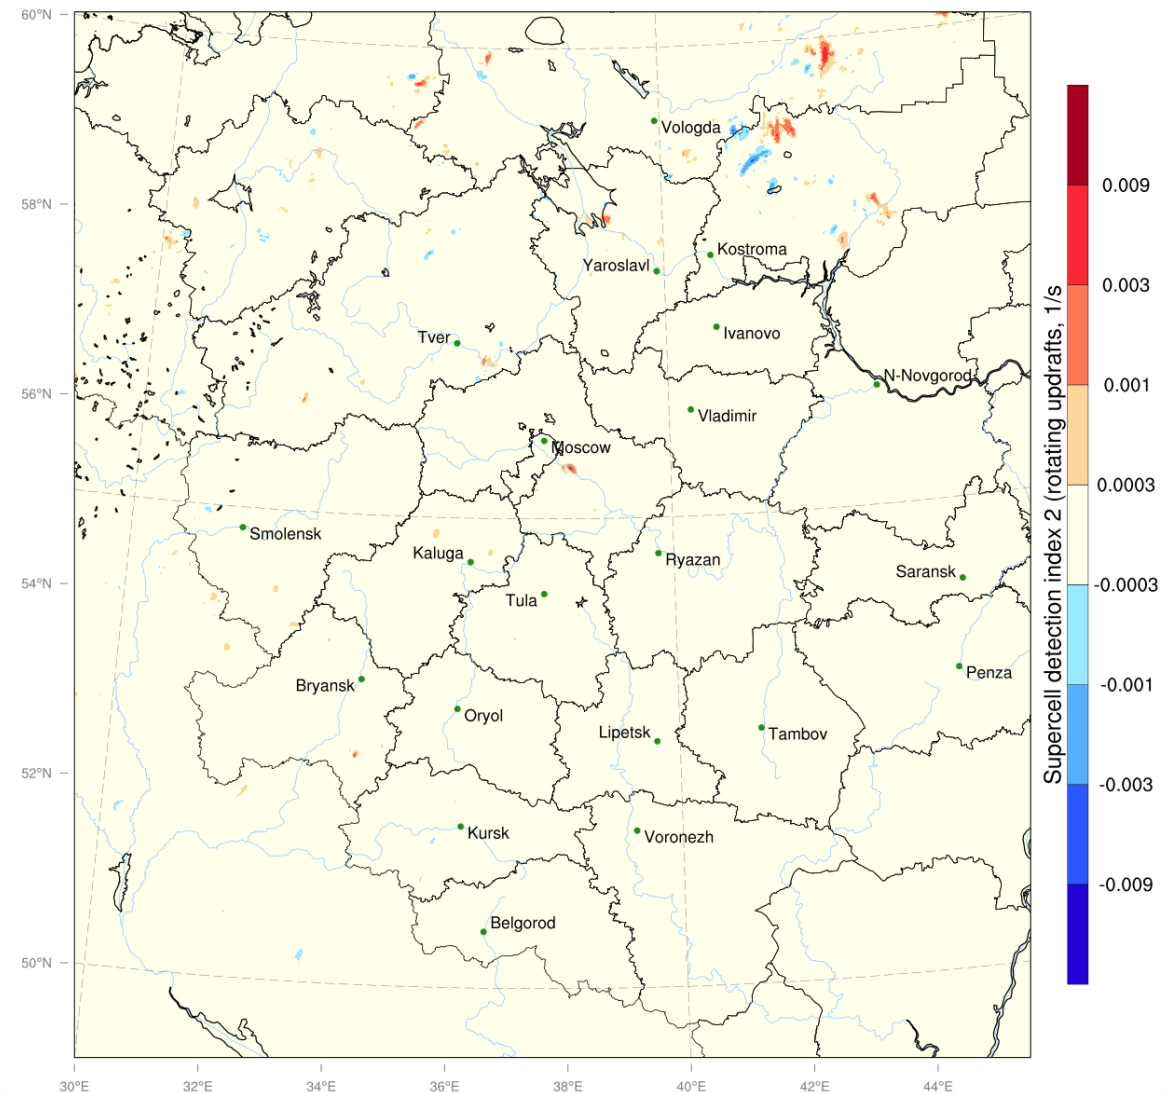 60°N
58°N
56°N
54°N
52°N
50°N
30°E
32°E
34°E
36°E
38°E
40°E
42°E
44°E
Vologda
Kostroma
Yaroslavl
Ivanovo
Tver
N-Novgorod
Vladimir
Moscow
Smolensk
Kaluga
Ryazan
Saransk
Tula
Penza
Bryansk
Oryol
Lipetsk
Tambov
Kursk
Voronezh
Belgorod
Supercell detection index 2 (rotating updrafts, 1/s
0.009
0.003
0.001
0.0003
-0.0003
-0.001
-0.003
-0.009